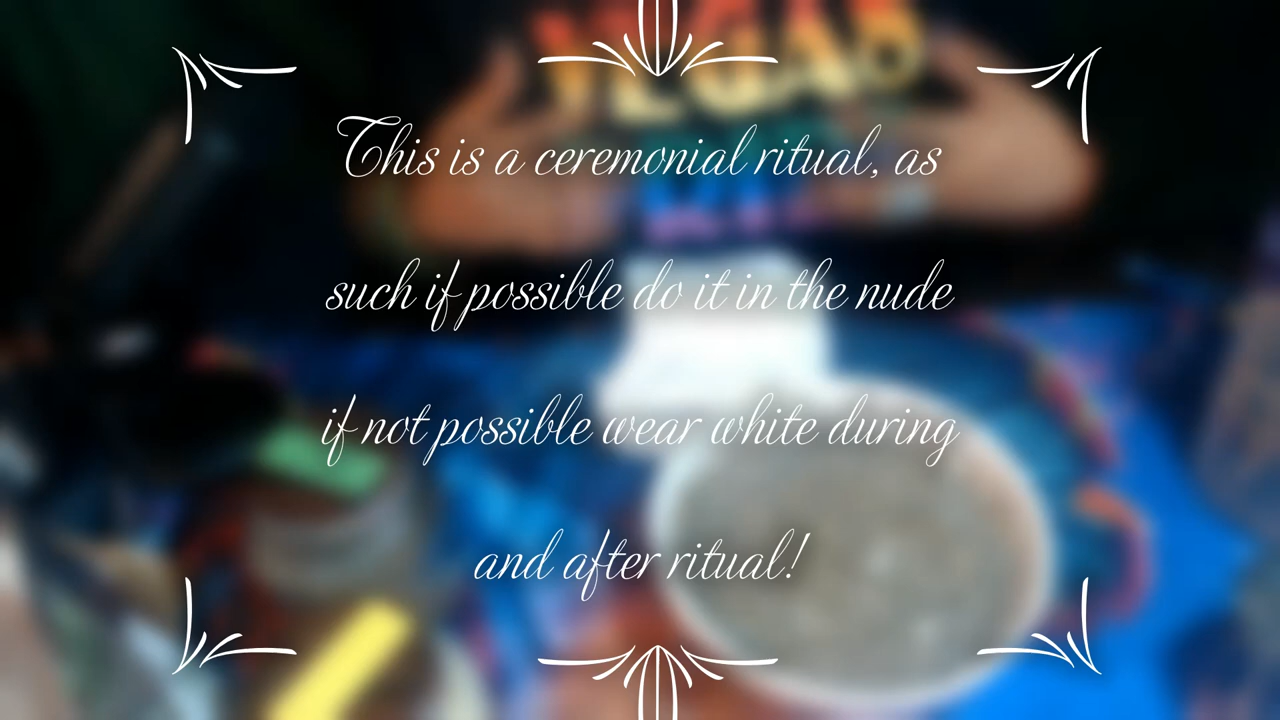 VEGAS
This is a ceremonial ritual, as
such if possible do it in the nude
if not possible wear white during
and after ritual!